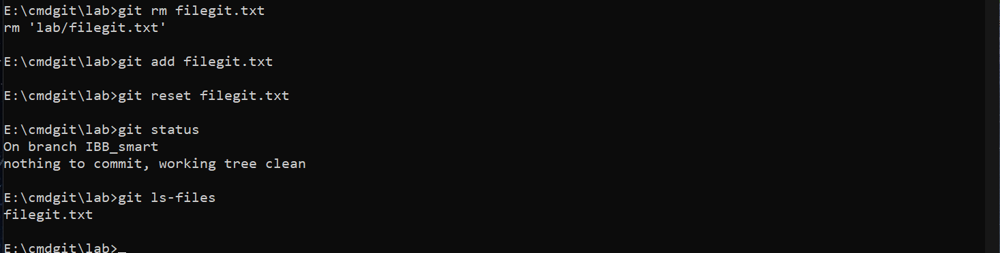 E:\cmdgit\lab>git rm filegit.txt
rm 'lab/filegit.txt'
E:\cmdgit\lab>git add filegit.txt
E:\cmdgit\lab>git reset filegit.txt
E:\cmdgit\lab>git status
On branch IBB_smart
nothing to commit, working tree clean
E:\cmdgit\lab>git ls-files
filegit.txt
E:\cmdgit\lab>_